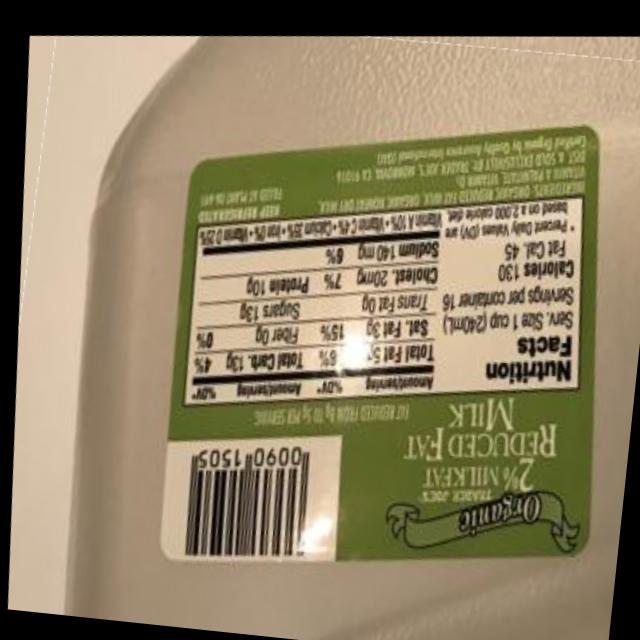 Organic
TRADER JOE'S
2% MILKFAT
REDUCED FAT
MILK
0090 1505
FAT REDUCED FROM 8g TO 5g PER SERVING
Nutrition
Facts
Serv. Size 1 cup (240mL)
Servings per container 16
Calories 130
Fat Cal. 45
* Percent Daily Values (DV) are
based on a 2,000 calorie diet.
Amount/serving %DV* Amount/serving %DV*
Total Fat 5g 6% Total Carb. 13g 4%
Sat. Fat 3g 15% Fiber 0g 0%
Trans Fat 0g Sugars 13g
Cholest. 20mg 7% Protein 10g
Sodium 140 mg 6%
Vitamin A 10% • Vitamin C 4% • Calcium 35% • Iron 0% • Vitamin D 25%
INGREDIENTS: ORGANIC REDUCED FAT MILK, ORGANIC NONFAT MILK,
VITAMIN A PALMITATE, VITAMIN D3
DIST. & SOLD EXCLUSIVELY BY: TRADER JOE'S, MONROVIA, CA 91016
Certified Organic by Quality Assurance International (QAI)
KEEP REFRIGERATED